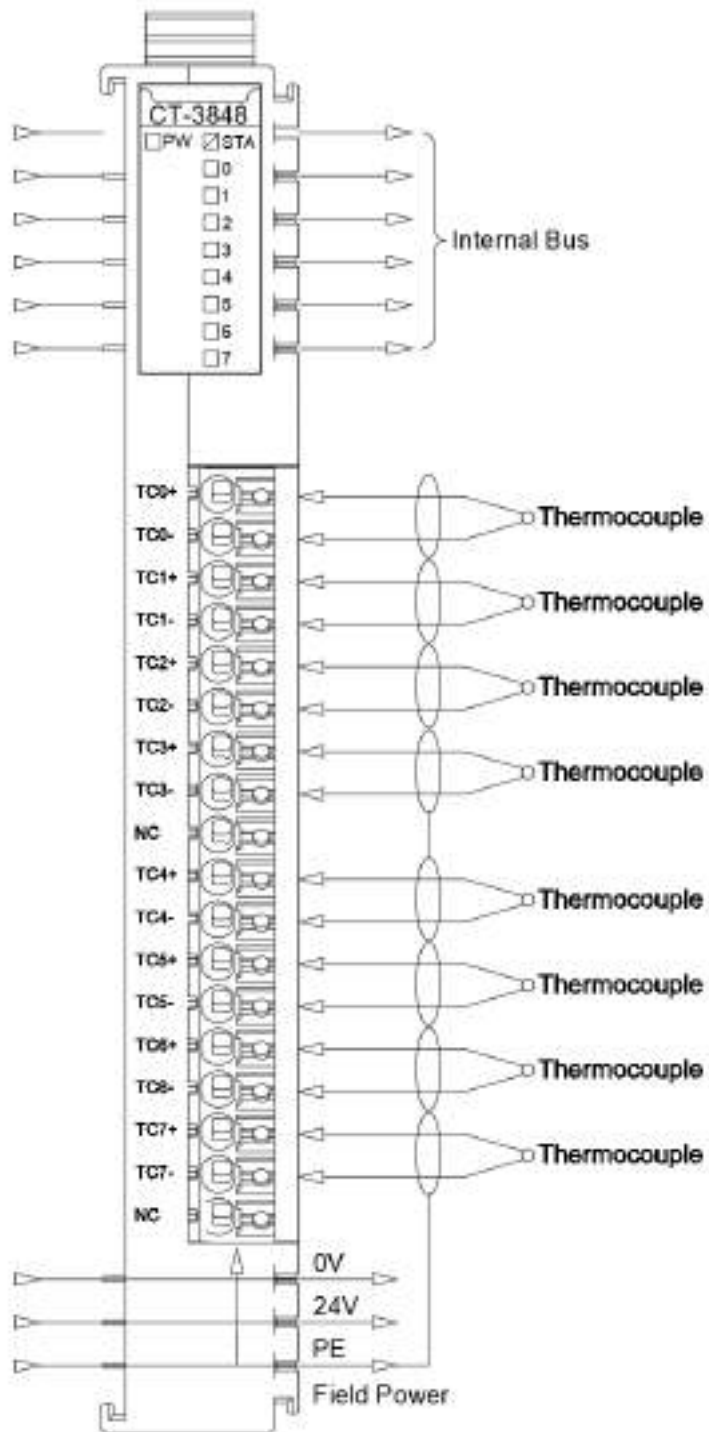 CT-3848
PW STA
0
1
2
3
4
5
6
7
Internal Bus
TC0+
Thermocouple
TC0-
TC1+
Thermocouple
TC1-
TC2+
Thermocouple
TC2-
TC3+
Thermocouple
TC3-
NC
TC4+
Thermocouple
TC4-
TC5+
Thermocouple
TC5-
TC6+
Thermocouple
TC6-
TC7+
Thermocouple
TC7-
NC
0V
24V
PE
Field Power